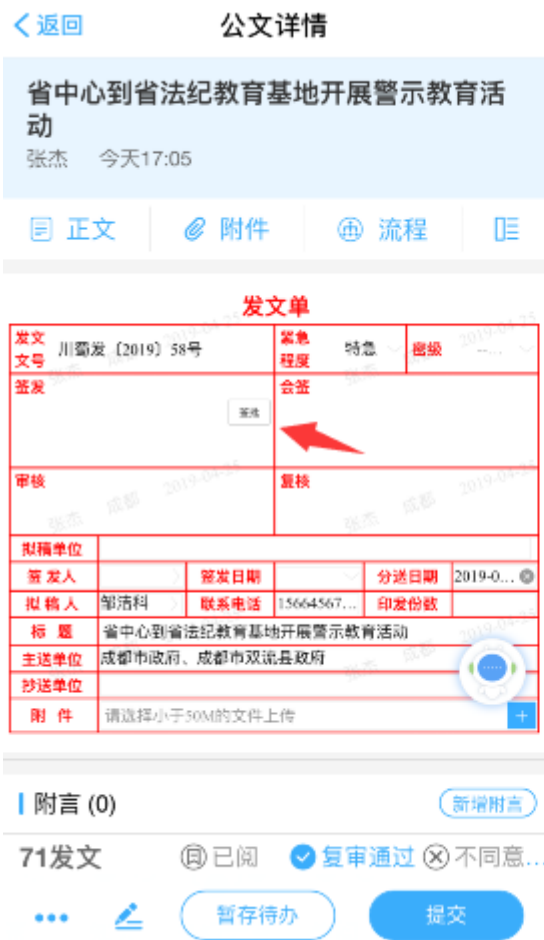 返回 公文详情
省中心到省法纪教育基地开展警示教育活
动
张杰 今天17:05
正文 附件 流程
发文单
发文文号 川蜀发〔2019〕58号 紧急程度 特急 密级 --...
签发 会签
签批
审核 复核
拟稿单位
签发人 签发日期 分送日期 2019-0...
拟稿人 邹清科 联系电话 15664567... 印发份数
标题 省中心到省法纪教育基地开展警示教育活动
主送单位 成都市政府、成都市双流县政府
抄送单位
附件 请选择小于50M的文件上传
张杰 成都 2019-04-25
附言 (0) 新增附言
71发文 已阅 复审通过 不同意...
暂存待办 提交